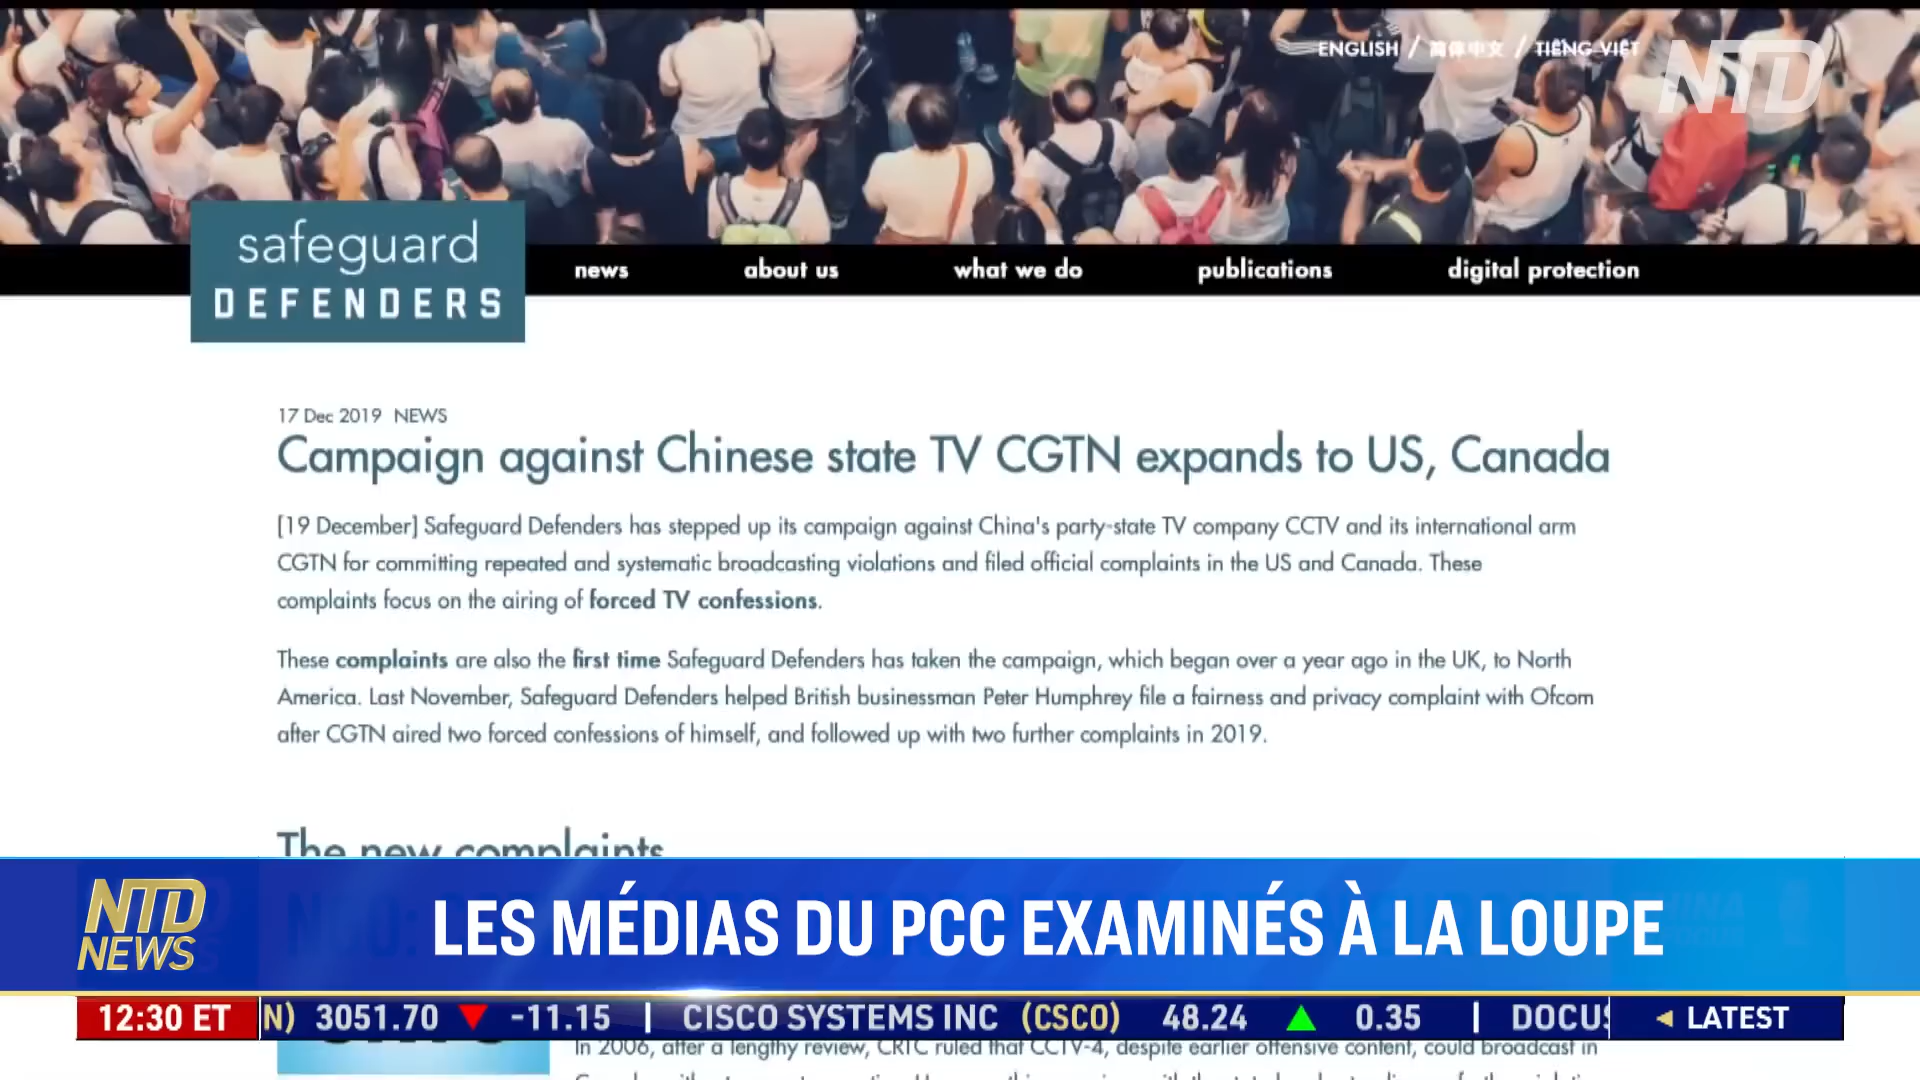 ENGLISH / 简体中文 / TIẾNG VIỆT
NTD
safeguard
DEFENDERS
news about us what we do publications digital protection
17 Dec 2019 NEWS
Campaign against Chinese state TV CGTN expands to US, Canada
[19 December] Safeguard Defenders has stepped up its campaign against China's party-state TV company CCTV and its international arm
CGTN for committing repeated and systematic broadcasting violations and filed official complaints in the US and Canada. These
complaints focus on the airing of forced TV confessions.
These complaints are also the first time Safeguard Defenders has taken the campaign, which began over a year ago in the UK, to North
America. Last November, Safeguard Defenders helped British businessman Peter Humphrey file a fairness and privacy complaint with Ofcom
after CGTN aired two forced confessions of himself, and followed up with two further complaints in 2019.
The new complaints
NTD
NEWS
LES MÉDIAS DU PCC EXAMINÉS À LA LOUPE
12:30 ET N) 3051.70 ▼ -11.15 | CISCO SYSTEMS INC (CSCO) 48.24 ▲ 0.35 | DOCUS ◄ LATEST
In 2006, after a lengthy review, CRTC ruled that CCTV-4, despite earlier offensive content, could broadcast in